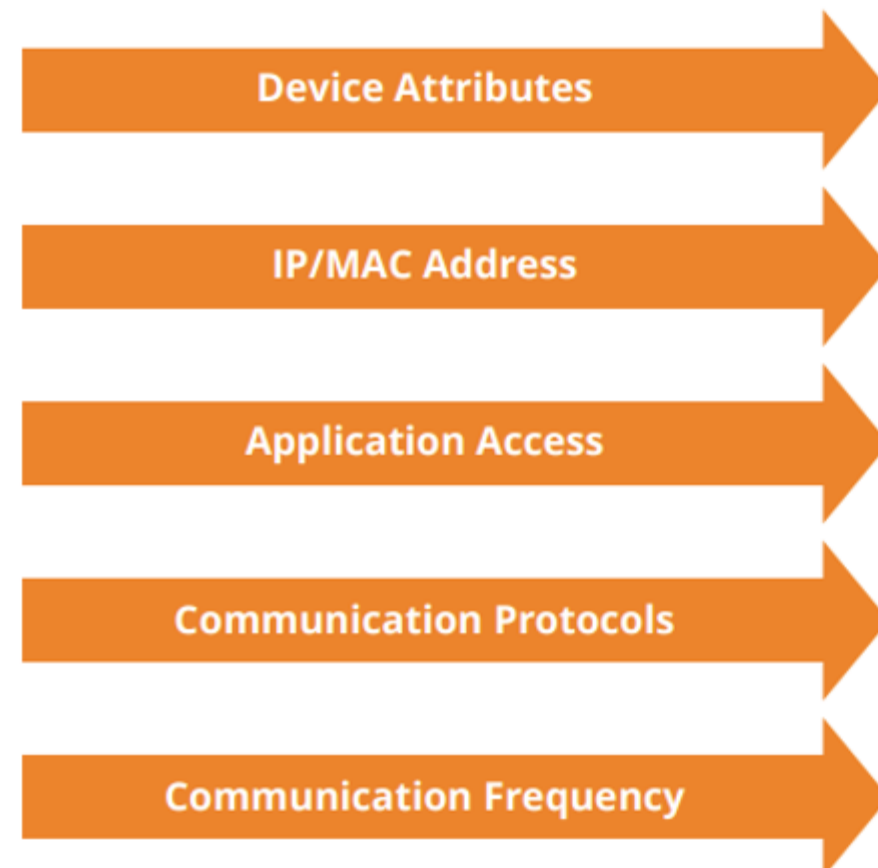 Device Attributes
IP/MAC Address
Application Access
Communication Protocols
Communication Frequency